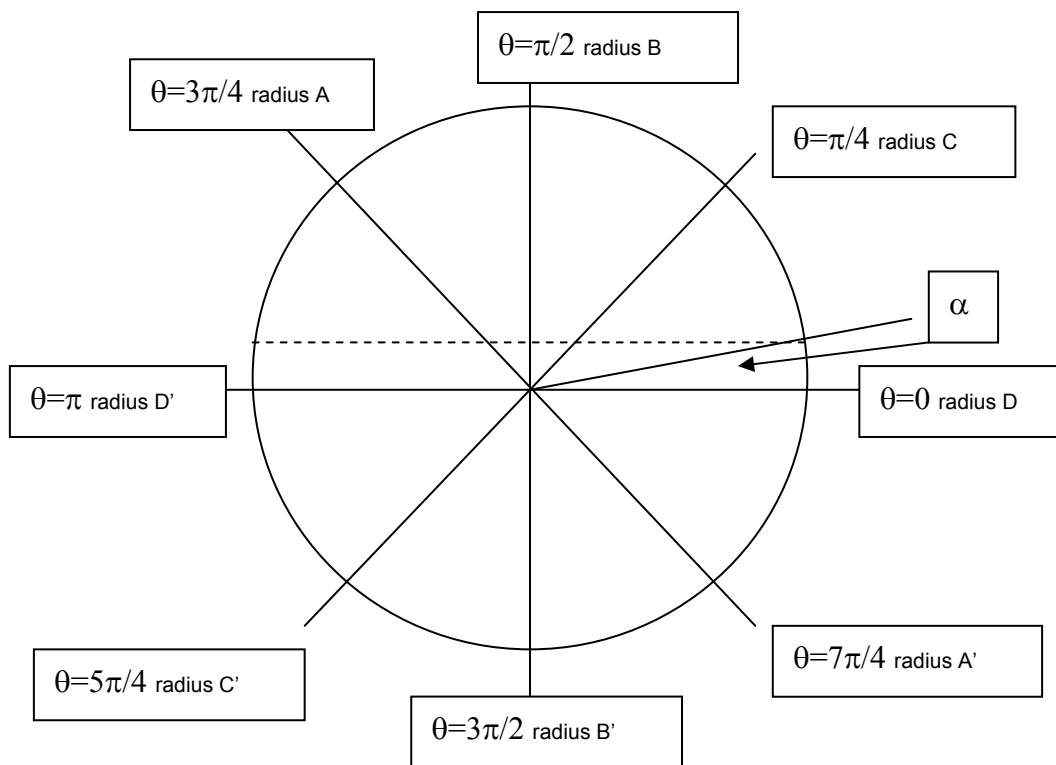 θ=π/2 radius B
θ=3π/4 radius A
θ=π/4 radius C
α
θ=π radius D'
θ=0 radius D
θ=5π/4 radius C'
θ=7π/4 radius A'
θ=3π/2 radius B'